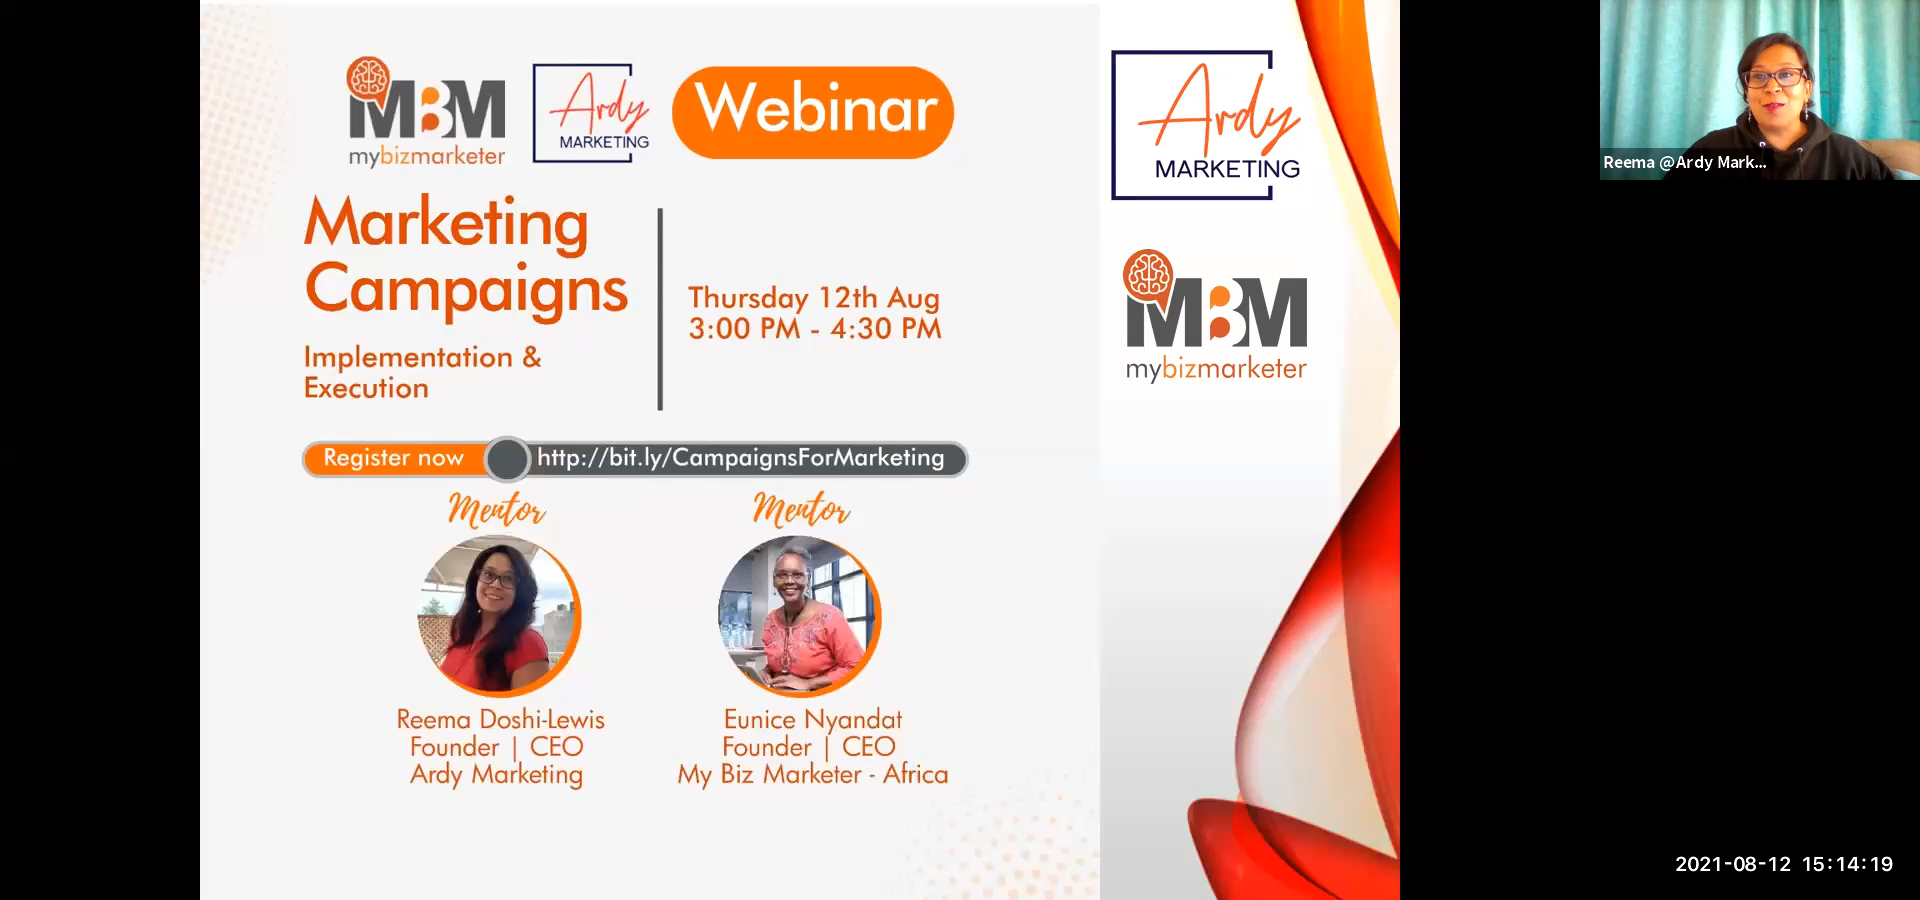 MBM
mybizmarketer
Ardy
MARKETING
Webinar
Marketing
Campaigns
Implementation &
Execution
Thursday 12th Aug
3:00 PM - 4:30 PM
Register now
http://bit.ly/CampaignsForMarketing
Mentor
Reema Doshi-Lewis
Founder | CEO
Ardy Marketing
Mentor
Eunice Nyandat
Founder | CEO
My Biz Marketer - Africa
Ardy
MARKETING
MBM
mybizmarketer
Reema @Ardy Mark...
2021-08-12 15:14:19